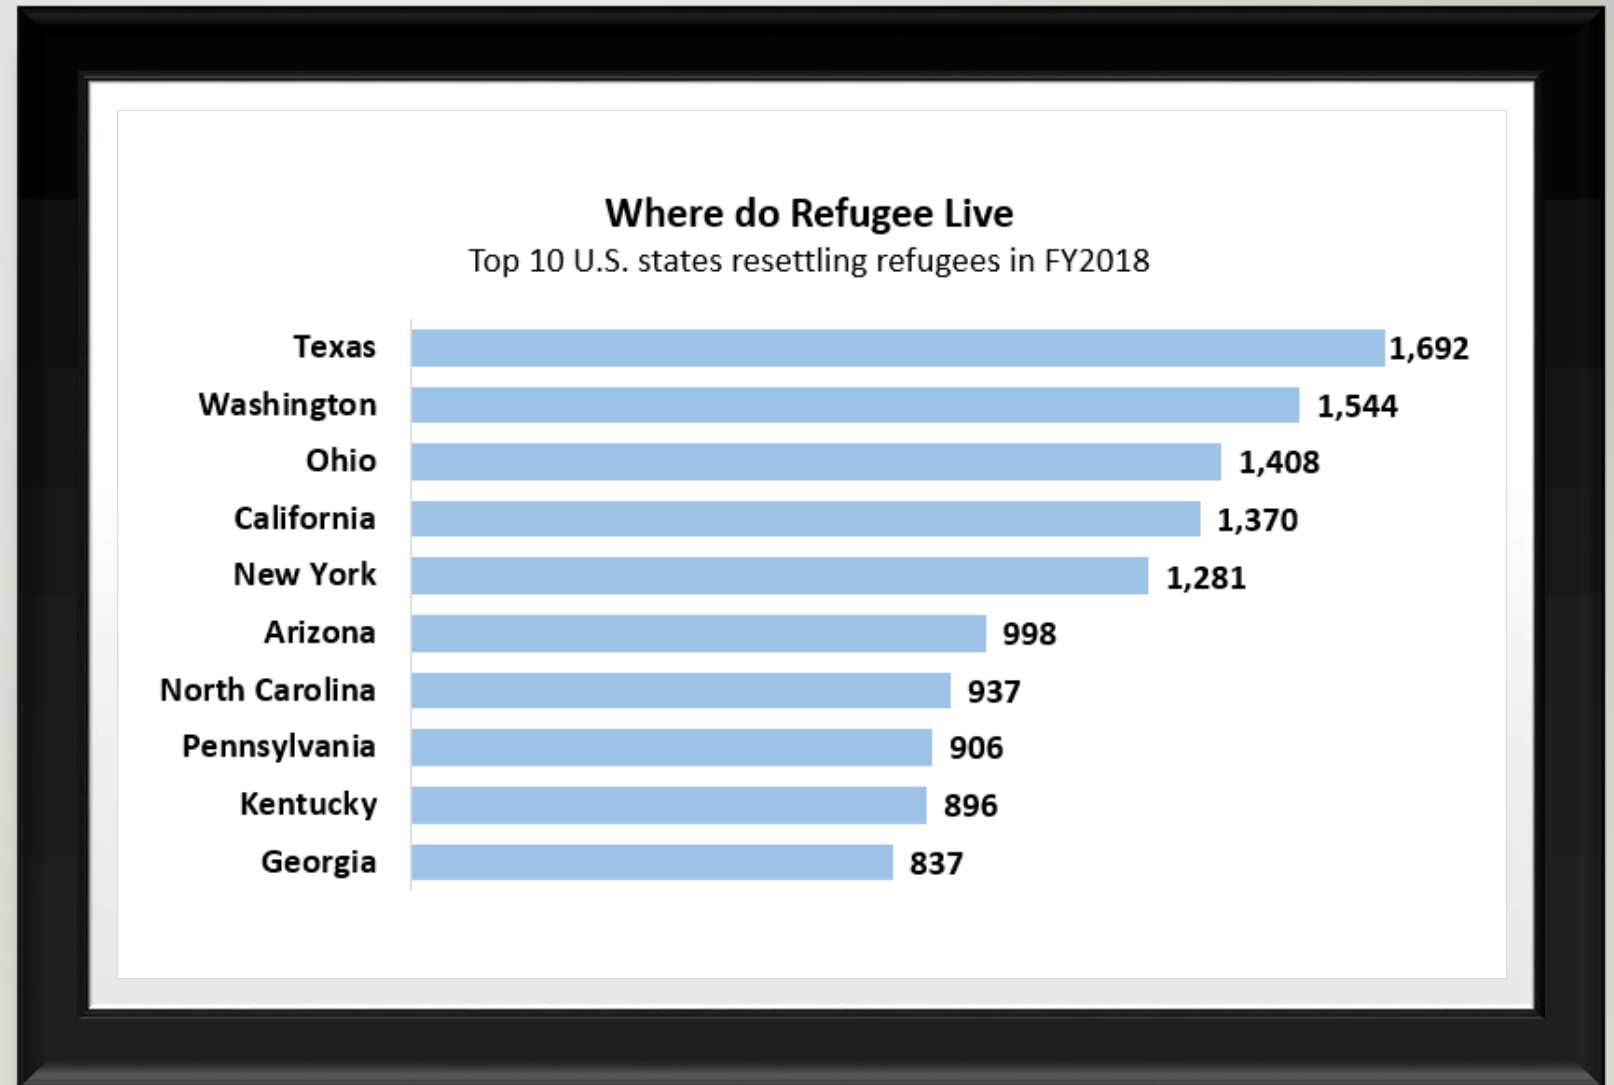 Where do Refugee Live
Top 10 U.S. states resettling refugees in FY2018
Texas 1,692
Washington 1,544
Ohio 1,408
California 1,370
New York 1,281
Arizona 998
North Carolina 937
Pennsylvania 906
Kentucky 896
Georgia 837